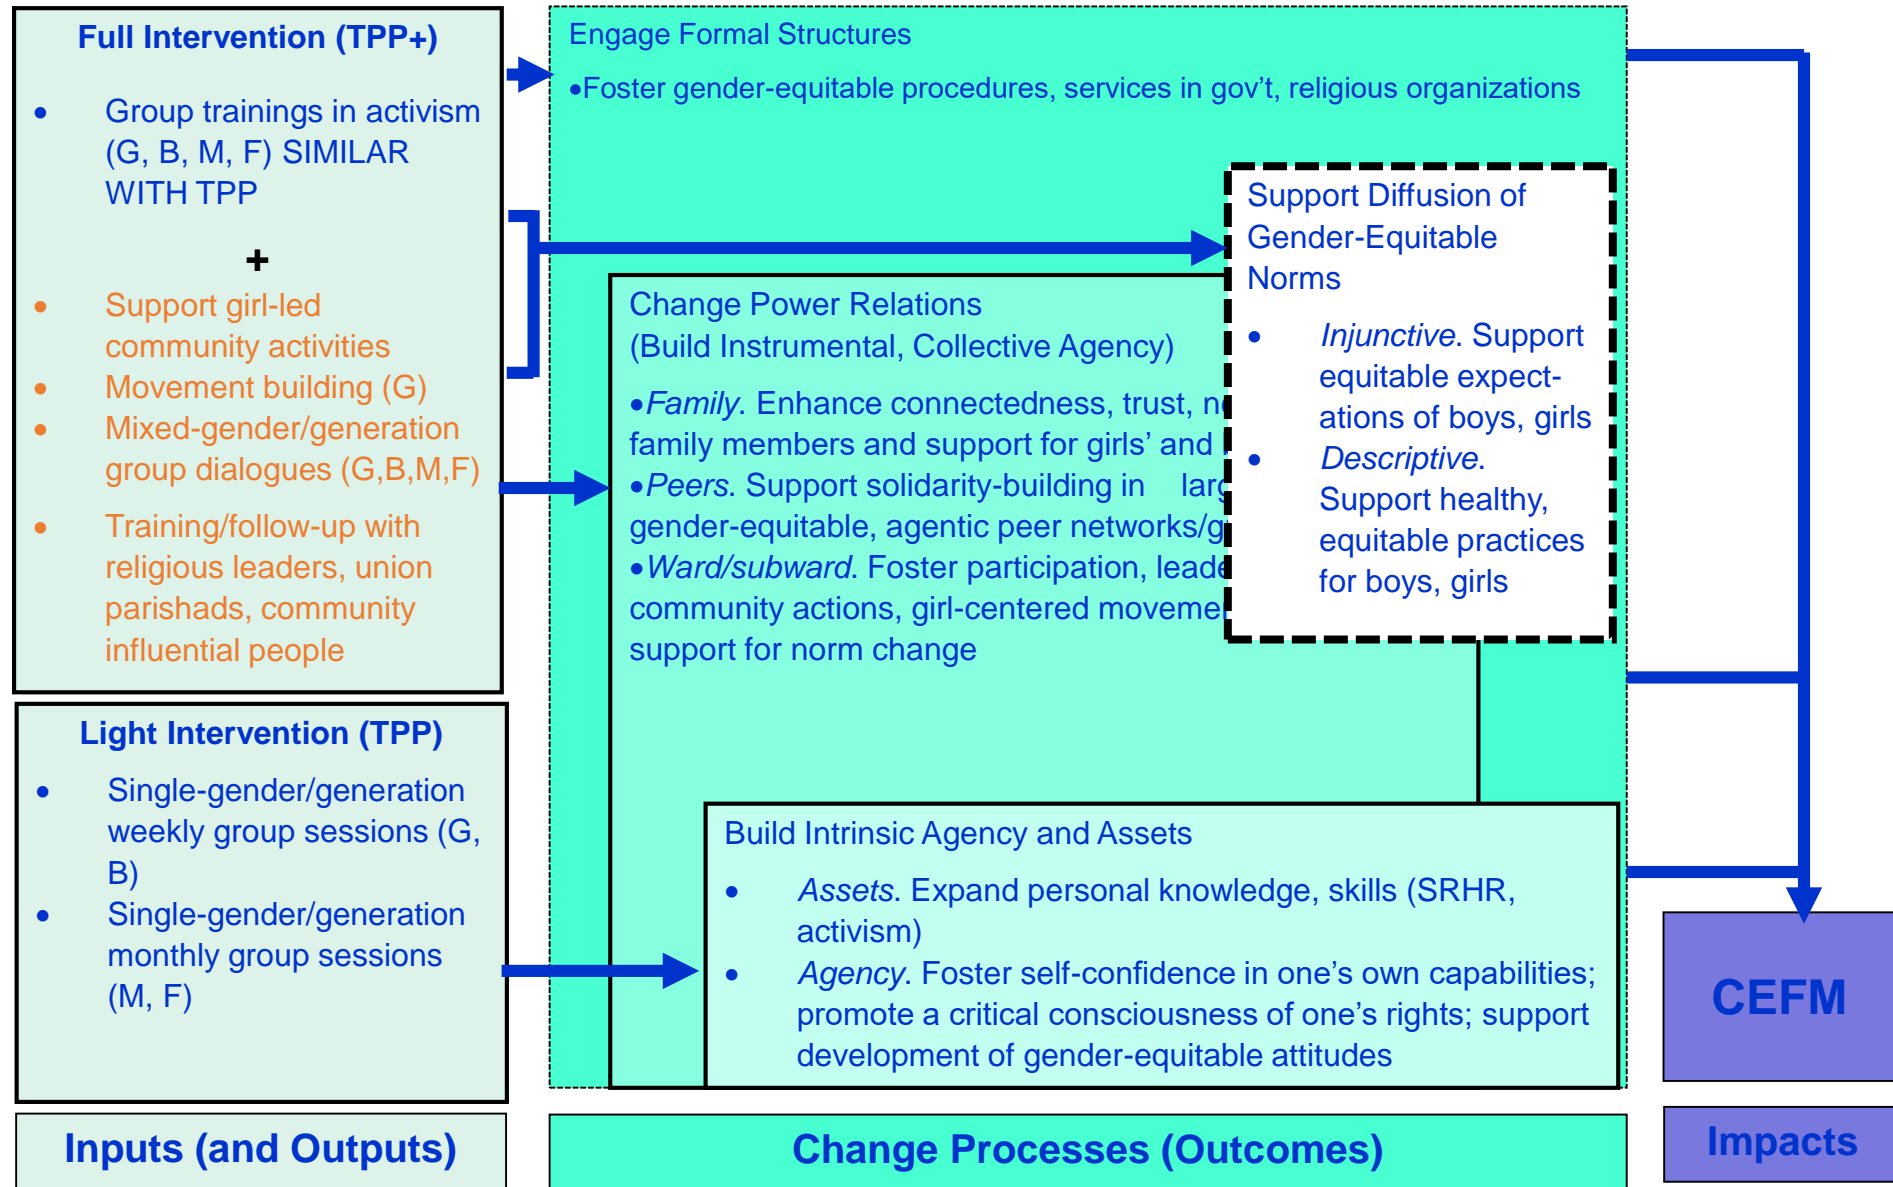 Full Intervention (TPP+)
• Group trainings in activism
(G, B, M, F) SIMILAR
WITH TPP
+
• Support girl-led
community activities
• Movement building (G)
• Mixed-gender/generation
group dialogues (G,B,M,F)
• Training/follow-up with
religious leaders, union
parishads, community
influential people
Light Intervention (TPP)
• Single-gender/generation
weekly group sessions (G,
B)
• Single-gender/generation
monthly group sessions
(M, F)
Inputs (and Outputs)
Engage Formal Structures
•Foster gender-equitable procedures, services in gov't, religious organizations
Change Power Relations
(Build Instrumental, Collective Agency)
•Family. Enhance connectedness, trust,
family members and support for girls' and
•Peers. Support solidarity-building in
gender-equitable, agentic peer networks/
•Ward/subward. Foster participation,
community actions, girl-centered
support for norm change
Support Diffusion of
Gender-Equitable
Norms
• Injunctive. Support
equitable expect-
ations of boys, girls
• Descriptive.
Support healthy,
equitable practices
for boys, girls
Build Intrinsic Agency and Assets
• Assets. Expand personal knowledge, skills (SRHR,
activism)
• Agency. Foster self-confidence in one's own capabilities;
promote a critical consciousness of one's rights; support
development of gender-equitable attitudes
Change Processes (Outcomes)
CEFM
Impacts